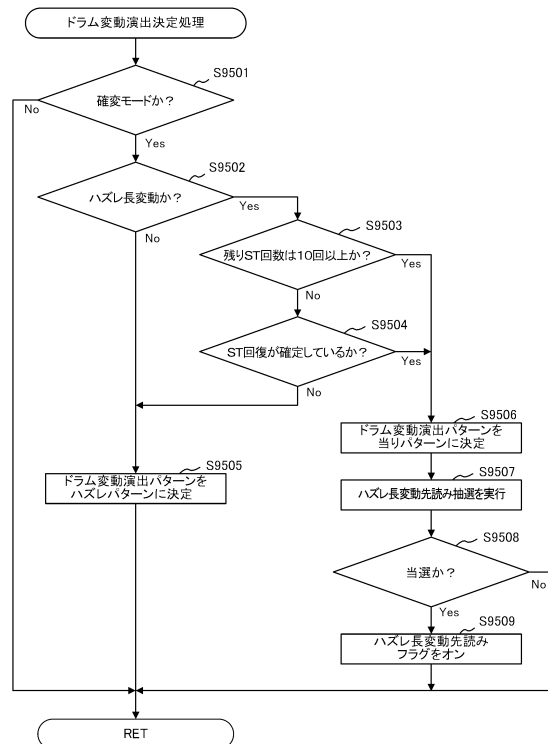 ドラム変動演出決定処理
S9501
確変モードか？
No
Yes
S9502
ハズレ長変動か？
Yes
No
S9503
残りST回数は10回以上か？
Yes
No
S9504
ST回復が確定しているか？
Yes
No
S9506
ドラム変動演出パターンを
当りパターンに決定
S9505
ドラム変動演出パターンを
ハズレパターンに決定
S9507
ハズレ長変動先読み抽選を実行
S9508
当選か？
No
Yes
S9509
ハズレ長変動先読み
フラグをオン
RET